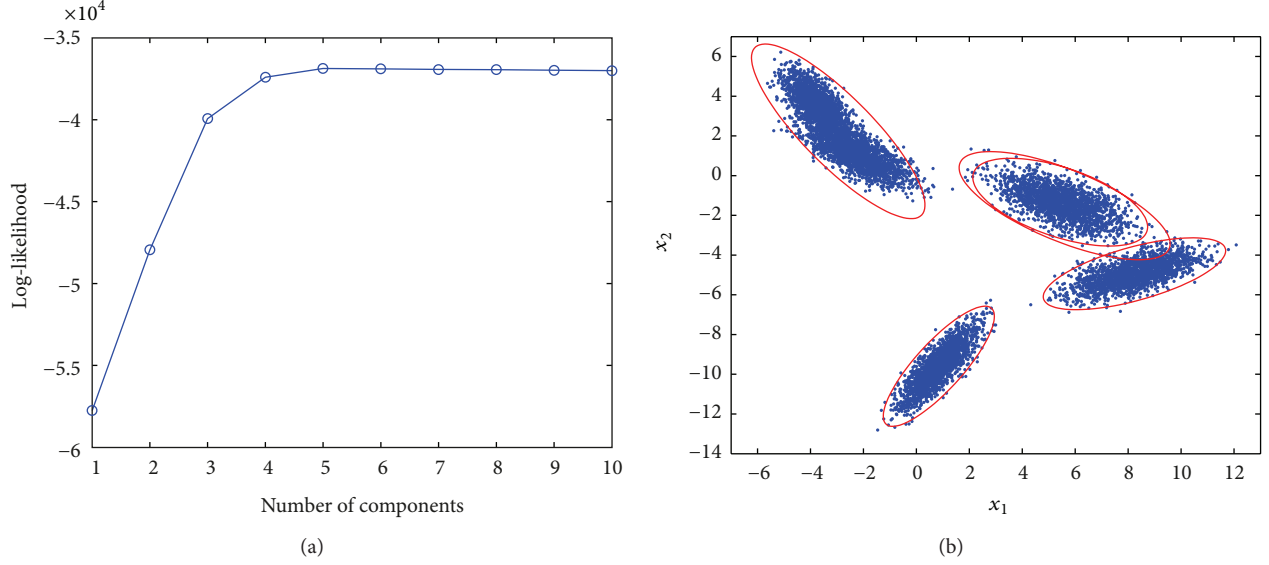 ×10⁴
−3.5
−4
−4.5
−5
−5.5
−6
Log-likelihood
1 2 3 4 5 6 7 8 9 10
Number of components
(a)
6
4
2
0
−2
−4
−6
−8
−10
−12
−14
x₂
−6 −4 −2 0 2 4 6 8 10 12
x₁
(b)